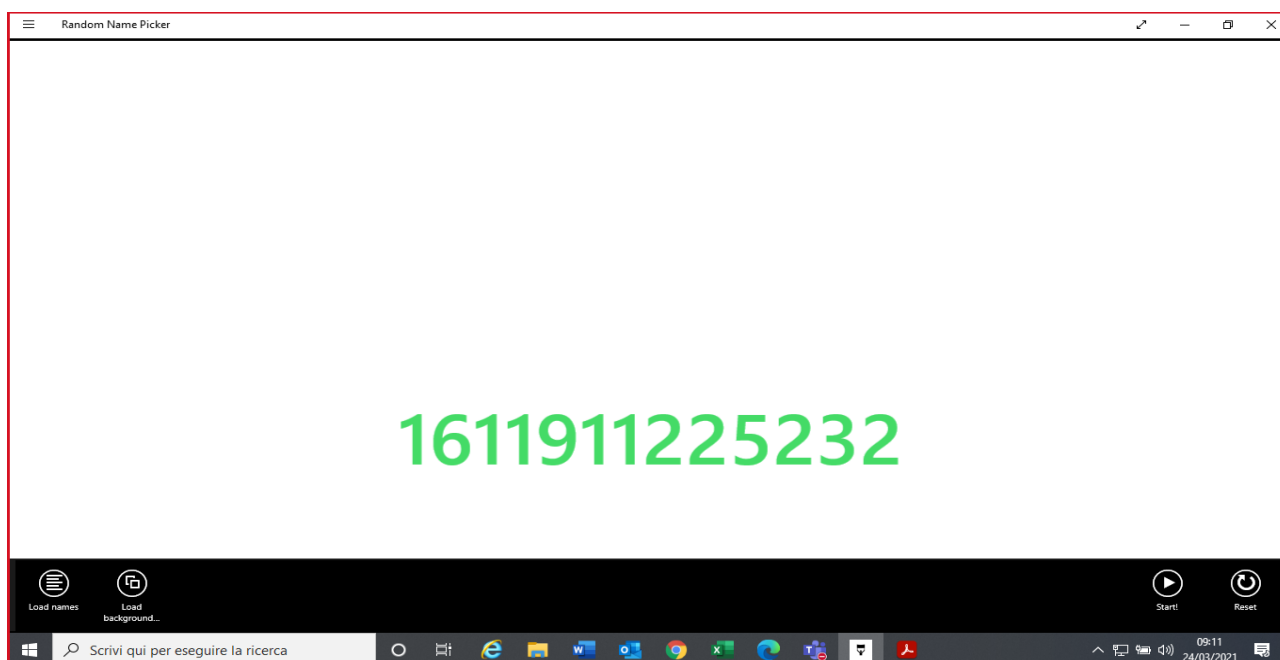 Random Name Picker
1611911225232
Load names
Load
background...
Start!
Reset
Scrivi qui per eseguire la ricerca
09:11
24/03/2021